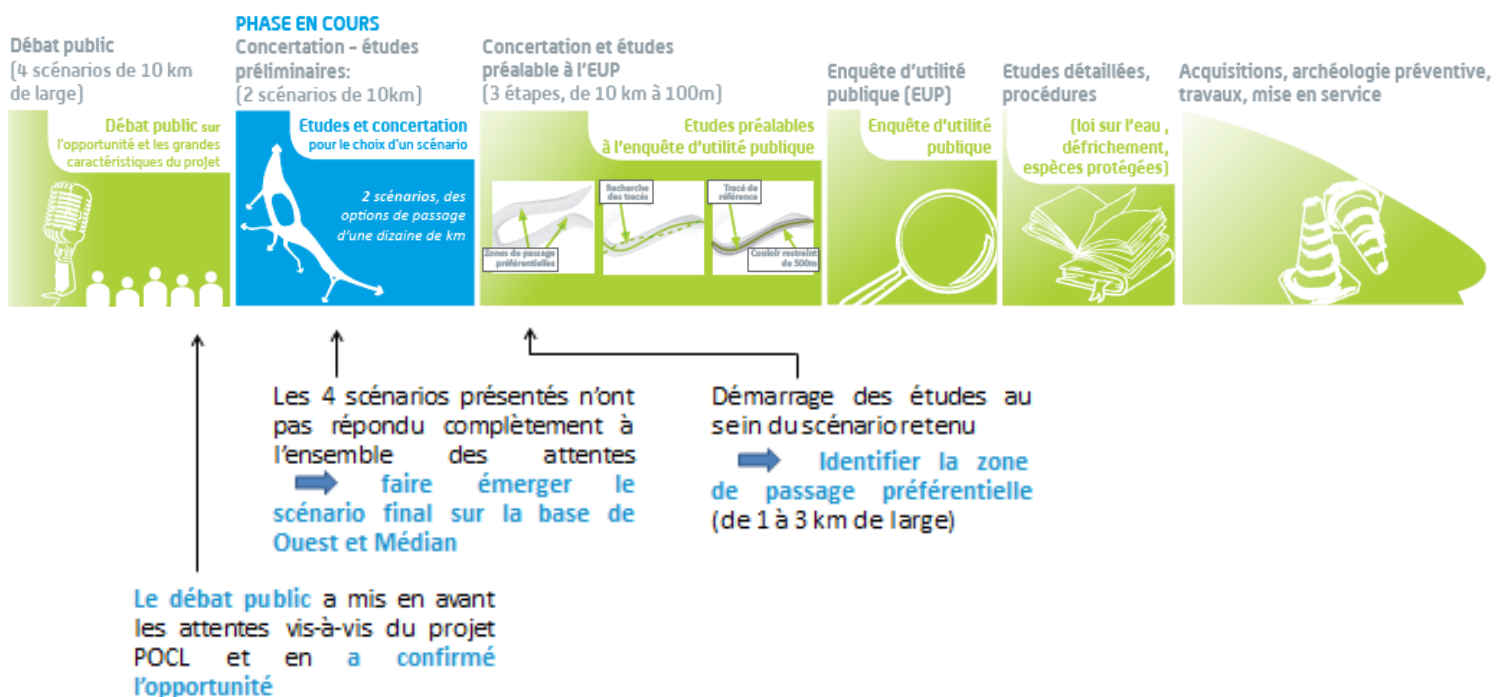 Débat public
(4 scénarios de 10 km
de large)
PHASE EN COURS
Concertation – études
préliminaires:
(2 scénarios de 10km)
Concertation et études
préalable à l'EUP
(3 étapes, de 10 km à 100m)
Enquête d'utilité
publique (EUP)
Etudes détaillées,
procédures
Acquisitions, archéologie préventive,
travaux, mise en service
Débat public sur
l'opportunité et les grandes
caractéristiques du projet
Etudes et concertation
pour le choix d'un scénario
2 scénarios, des
options de passage
d'une dizaine de km
Etudes préalables
à l'enquête d'utilité publique
Zones de passage
préférentielles
Recherche
des tracés
Tracé de
référence
Couloir restreint
de 500m
Enquête d'utilité
publique
(loi sur l'eau ,
défrichement,
espèces protégées)
Les 4 scénarios présentés n'ont
pas répondu complètement à
l'ensemble des attentes
faire émerger le
scénario final sur la base de
Ouest et Médian
Démarrage des études au
sein du scénario retenu
Identifier la zone
de passage préférentielle
(de 1 à 3 km de large)
Le débat public a mis en avant
les attentes vis-à-vis du projet
POCL et en a confirmé
l'opportunité